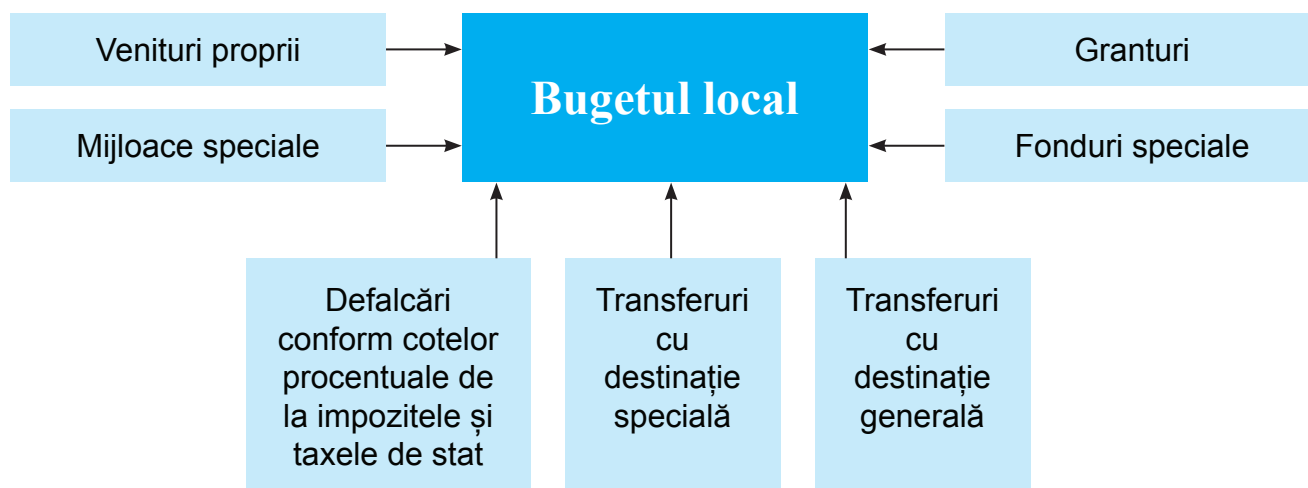 Venituri proprii
Bugetul local
Granturi
Mijloace speciale
Fonduri speciale
Defalcări
conform cotelor
procentuale de
la impozitele și
taxele de stat
Transferuri
cu
destinație
specială
Transferuri
cu
destinație
generală